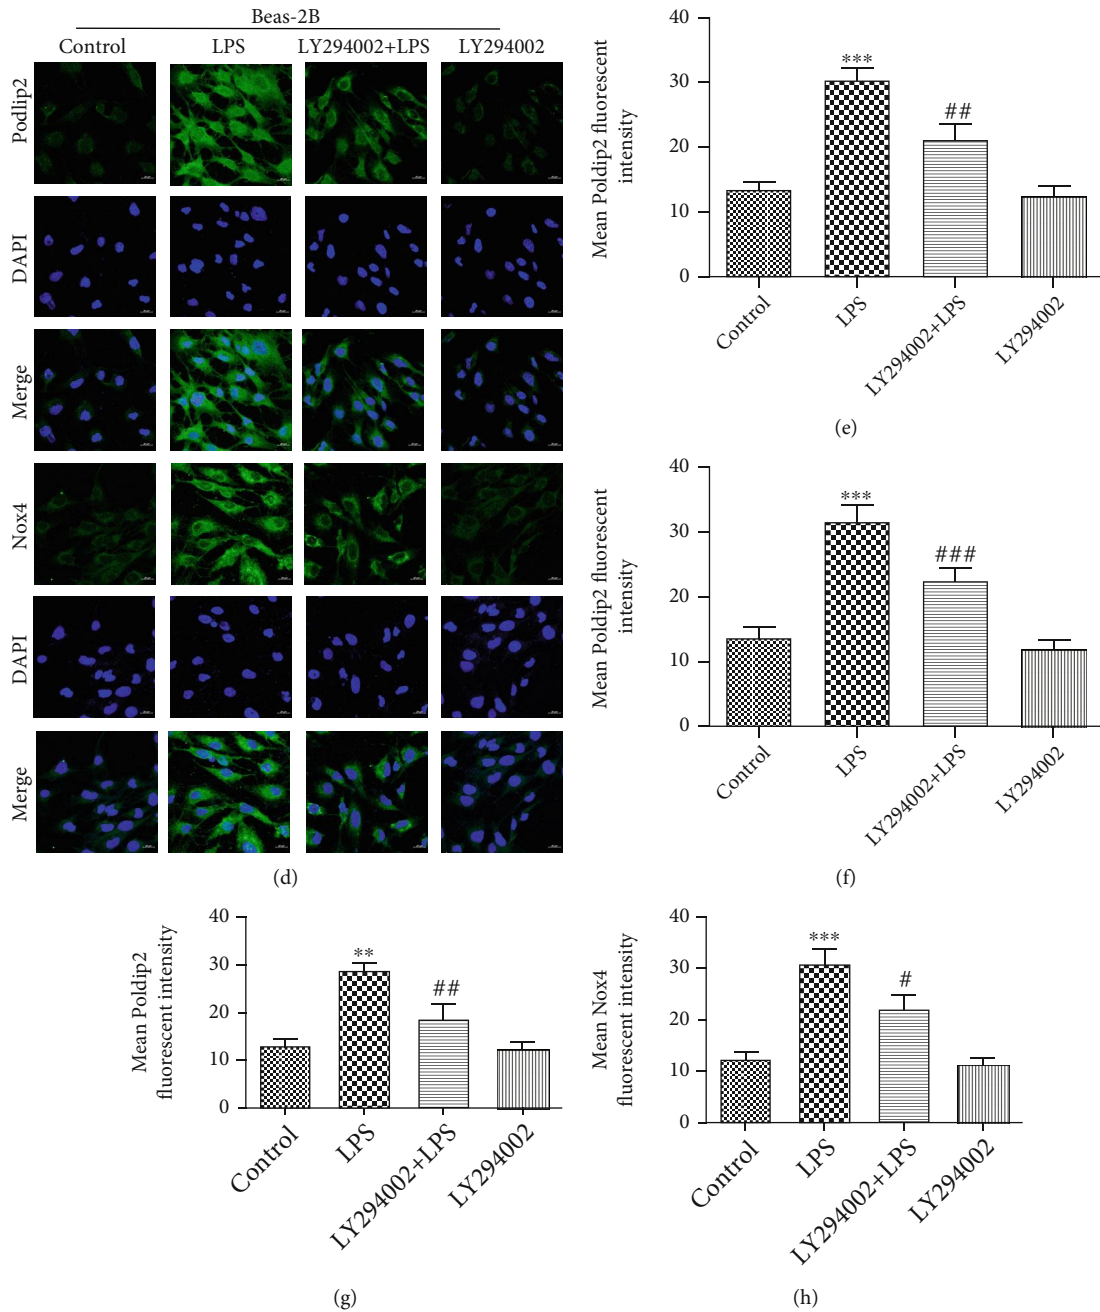 Beas-2B
Control LPS LY294002+LPS LY294002
Podlip2
DAPI
Merge
Nox4
DAPI
Merge
(d)
Mean Poldip2 fluorescent
intensity
40
30
20
10
0
***
##
Control
LPS
LY294002+LPS
LY294002
(e)
Mean Poldip2 fluorescent
intensity
40
30
20
10
0
***
###
Control
LPS
LY294002+LPS
LY294002
(f)
Mean Poldip2
fluorescent intensity
40
30
20
10
0
**
##
Control
LPS
LY294002+LPS
LY294002
(g)
Mean Nox4
fluorescent intensity
40
30
20
10
0
***
#
Control
LPS
LY294002+LPS
LY294002
(h)